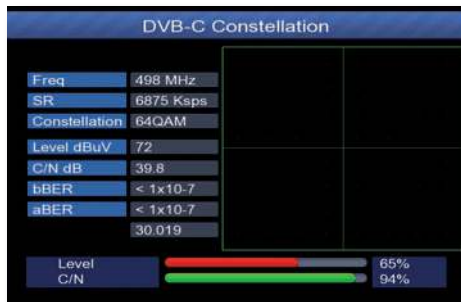 DVB-C Constellation
Freq 498 MHz
SR 6875 Ksps
Constellation 64QAM
Level dBuV 72
C/N dB 39.8
bBER < 1x10-7
aBER < 1x10-7
30.019
Level 65%
C/N 94%